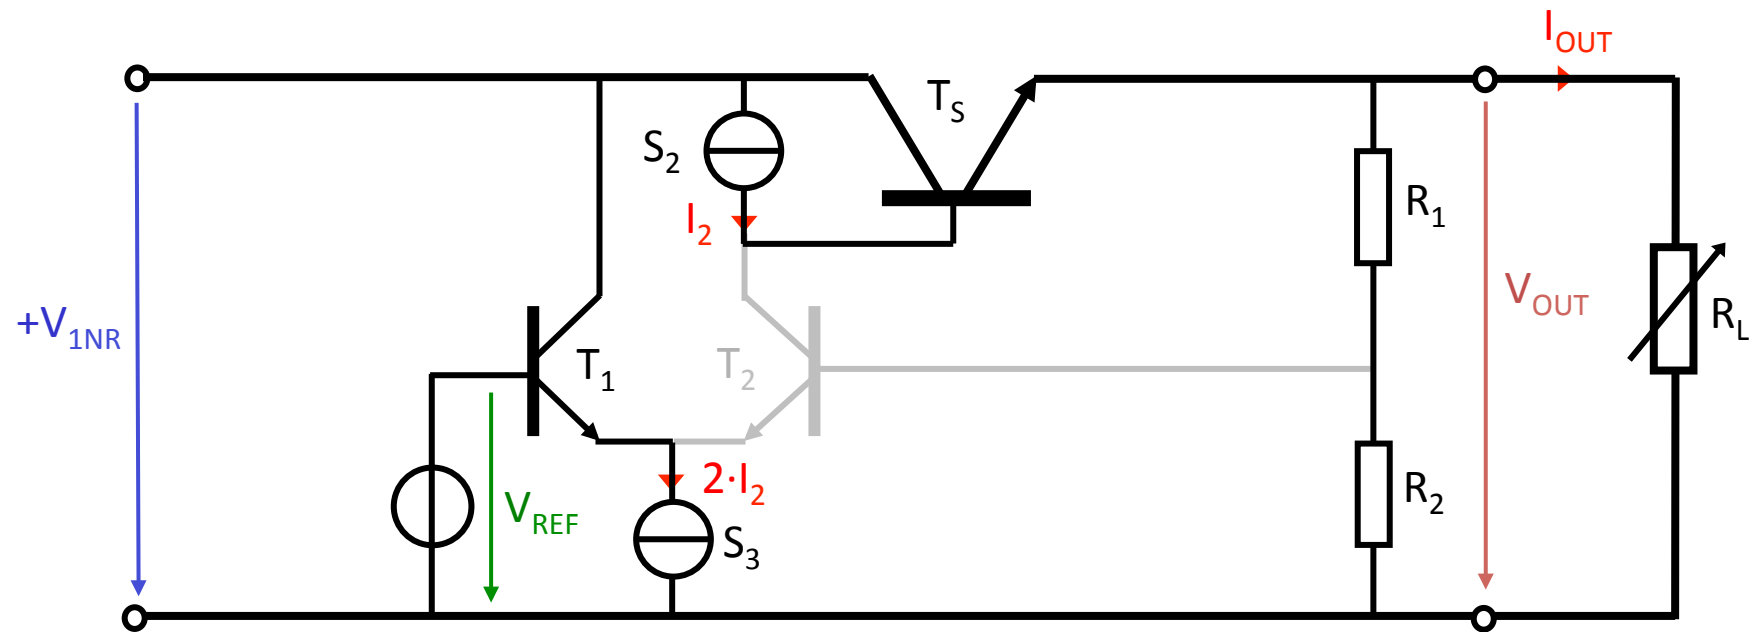 I_OUT
T_S
S_2
R_1
I_2
V_OUT
+V_1NR
R_L
T_1
T_2
2·I_2
R_2
V_REF
S_3